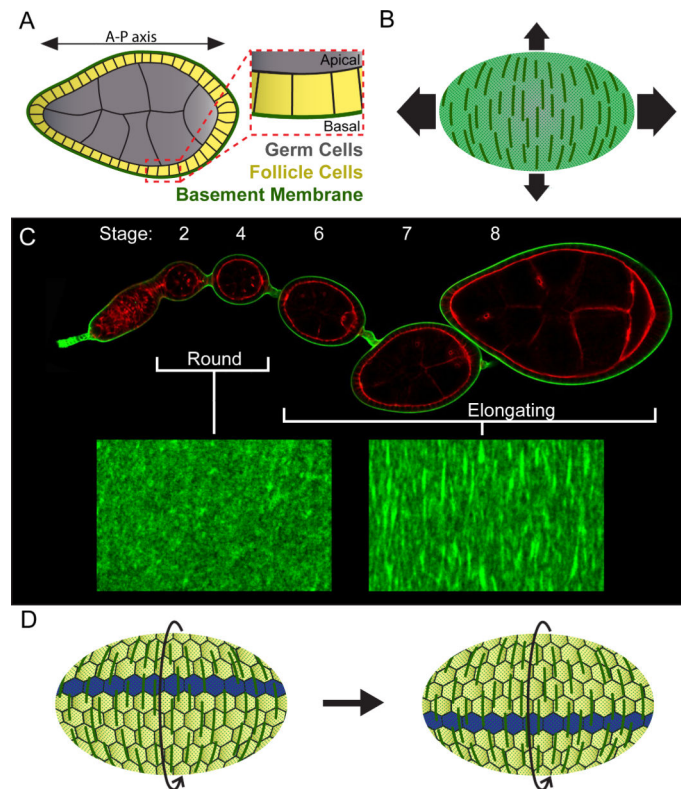 A
A-P axis
Apical
Basal
Germ Cells
Follicle Cells
Basement Membrane
B
C
Stage: 2 4 6 7 8
Round
Elongating
D